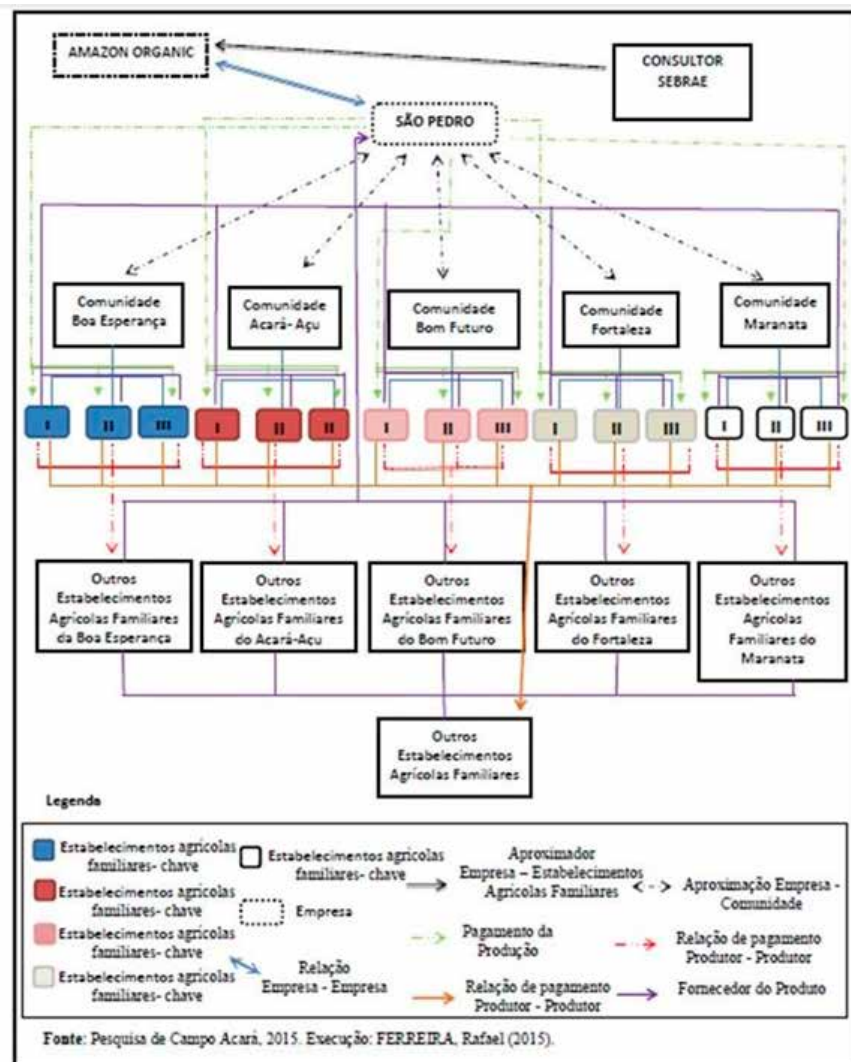 AMAZON ORGANIC
CONSULTOR
SEBRAE
SÃO PEDRO
Comunidade
Boa Esperança
Comunidade
Acará- Açu
Comunidade
Bom Futuro
Comunidade
Fortaleza
Comunidade
Maranata
I II III I II II I II III I II III I II III
Outros
Estabelecimentos
Agrícolas Familiares
da Boa Esperança
Outros
Estabelecimentos
Agrícolas Familiares
do Acará-Açu
Outros
Estabelecimentos
Agrícolas Familiares
do Bom Futuro
Outros
Estabelecimentos
Agrícolas Familiares
do Fortaleza
Outros
Estabelecimentos
Agrícolas
Familiares do
Maranata
Outros
Estabelecimentos
Agrícolas Familiares
Legenda
Estabelecimentos agrícolas
familiares- chave
Estabelecimentos agrícolas
familiares- chave
Estabelecimentos agrícolas
familiares- chave
Estabelecimentos agrícolas
familiares- chave
Estabelecimentos agrícolas
familiares- chave
Empresa
Relação
Empresa - Empresa
Aproximador
Empresa – Estabelecimentos
Agrícolas Familiares
Pagamento da
Produção
Relação de pagamento
Produtor - Produtor
Aproximação Empresa -
Comunidade
Relação de pagamento
Produtor - Produtor
Fornecedor do Produto
Fonte: Pesquisa de Campo Acará, 2015. Execução: FERREIRA, Rafael (2015).